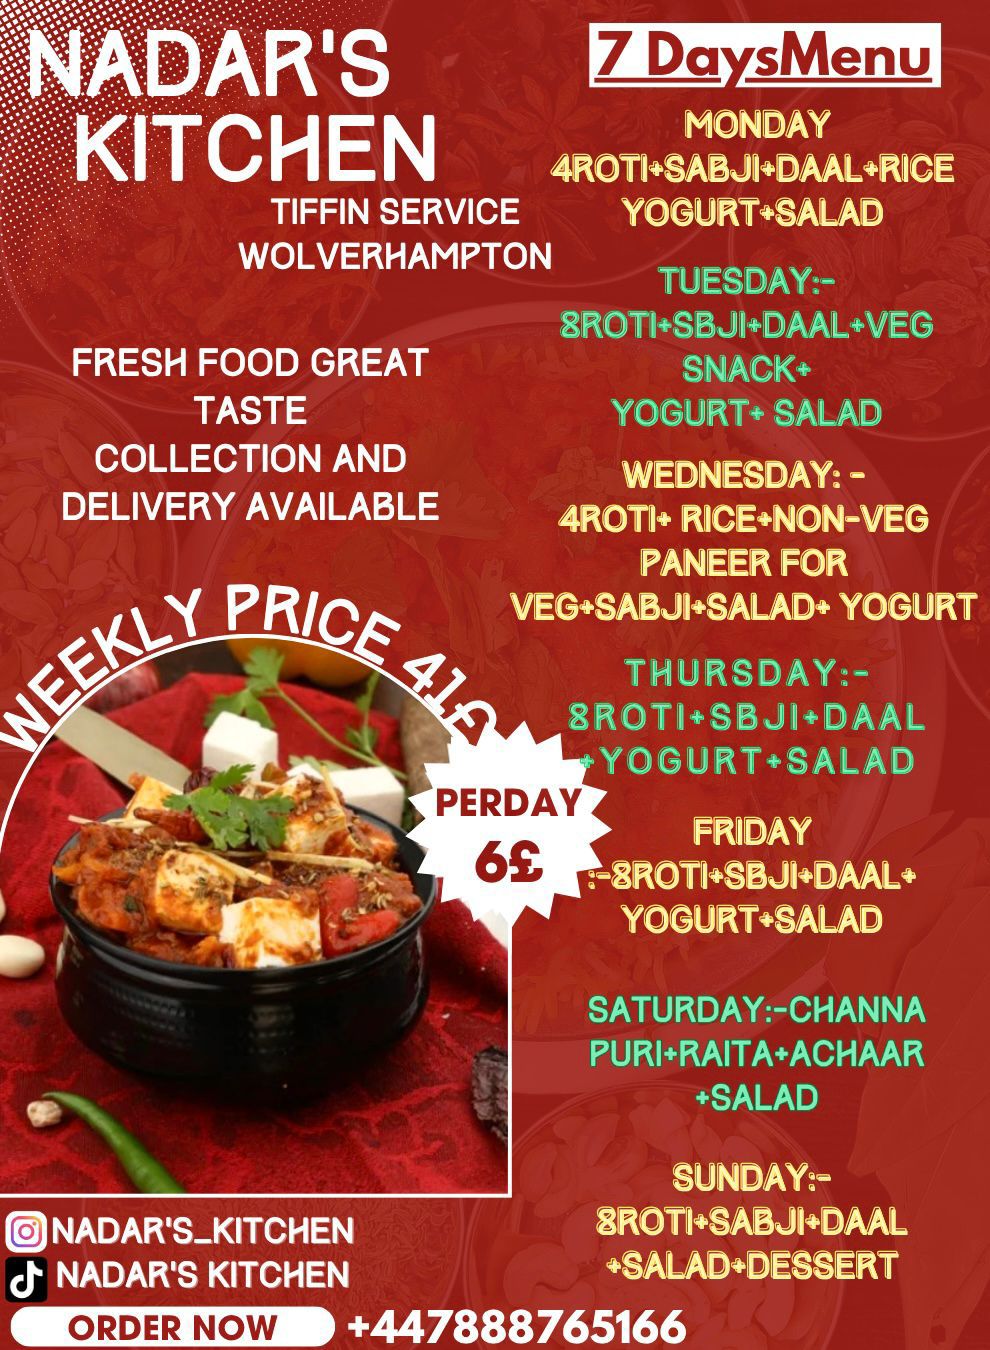 NADAR'S
KITCHEN
TIFFIN SERVICE
WOLVERHAMPTON
FRESH FOOD GREAT
TASTE
COLLECTION AND
DELIVERY AVAILABLE
WEEKLY PRICE 41£
PERDAY
6£
7 DaysMenu
MONDAY
4ROTI+SABJI+DAAL+RICE
YOGURT+SALAD
TUESDAY:-
8ROTI+SBJI+DAAL+VEG
SNACK+
YOGURT+ SALAD
WEDNESDAY: -
4ROTI+ RICE+NON-VEG
PANEER FOR
VEG+SABJI+SALAD+ YOGURT
THURSDAY:-
8ROTI+SBJI+DAAL
+YOGURT+SALAD
FRIDAY
:-8ROTI+SBJI+DAAL+
YOGURT+SALAD
SATURDAY:-CHANNA
PURI+RAITA+ACHAAR
+SALAD
SUNDAY:-
8ROTI+SABJI+DAAL
+SALAD+DESSERT
NADAR'S_KITCHEN
NADAR'S KITCHEN
ORDER NOW +447888765166